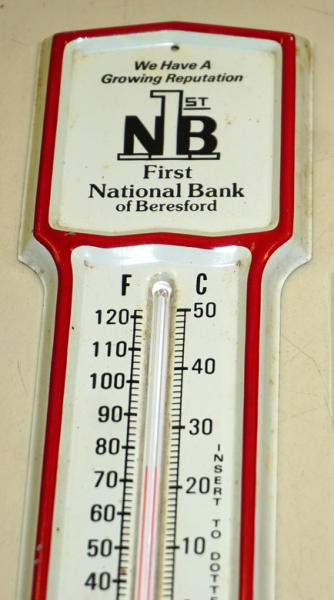 We Have A
Growing Reputation
1ST
NB
First
National Bank
of Beresford
F C
120 50
110
100 40
90
80 30
70
60 20
50 10
40
INSERT TO DOTTE